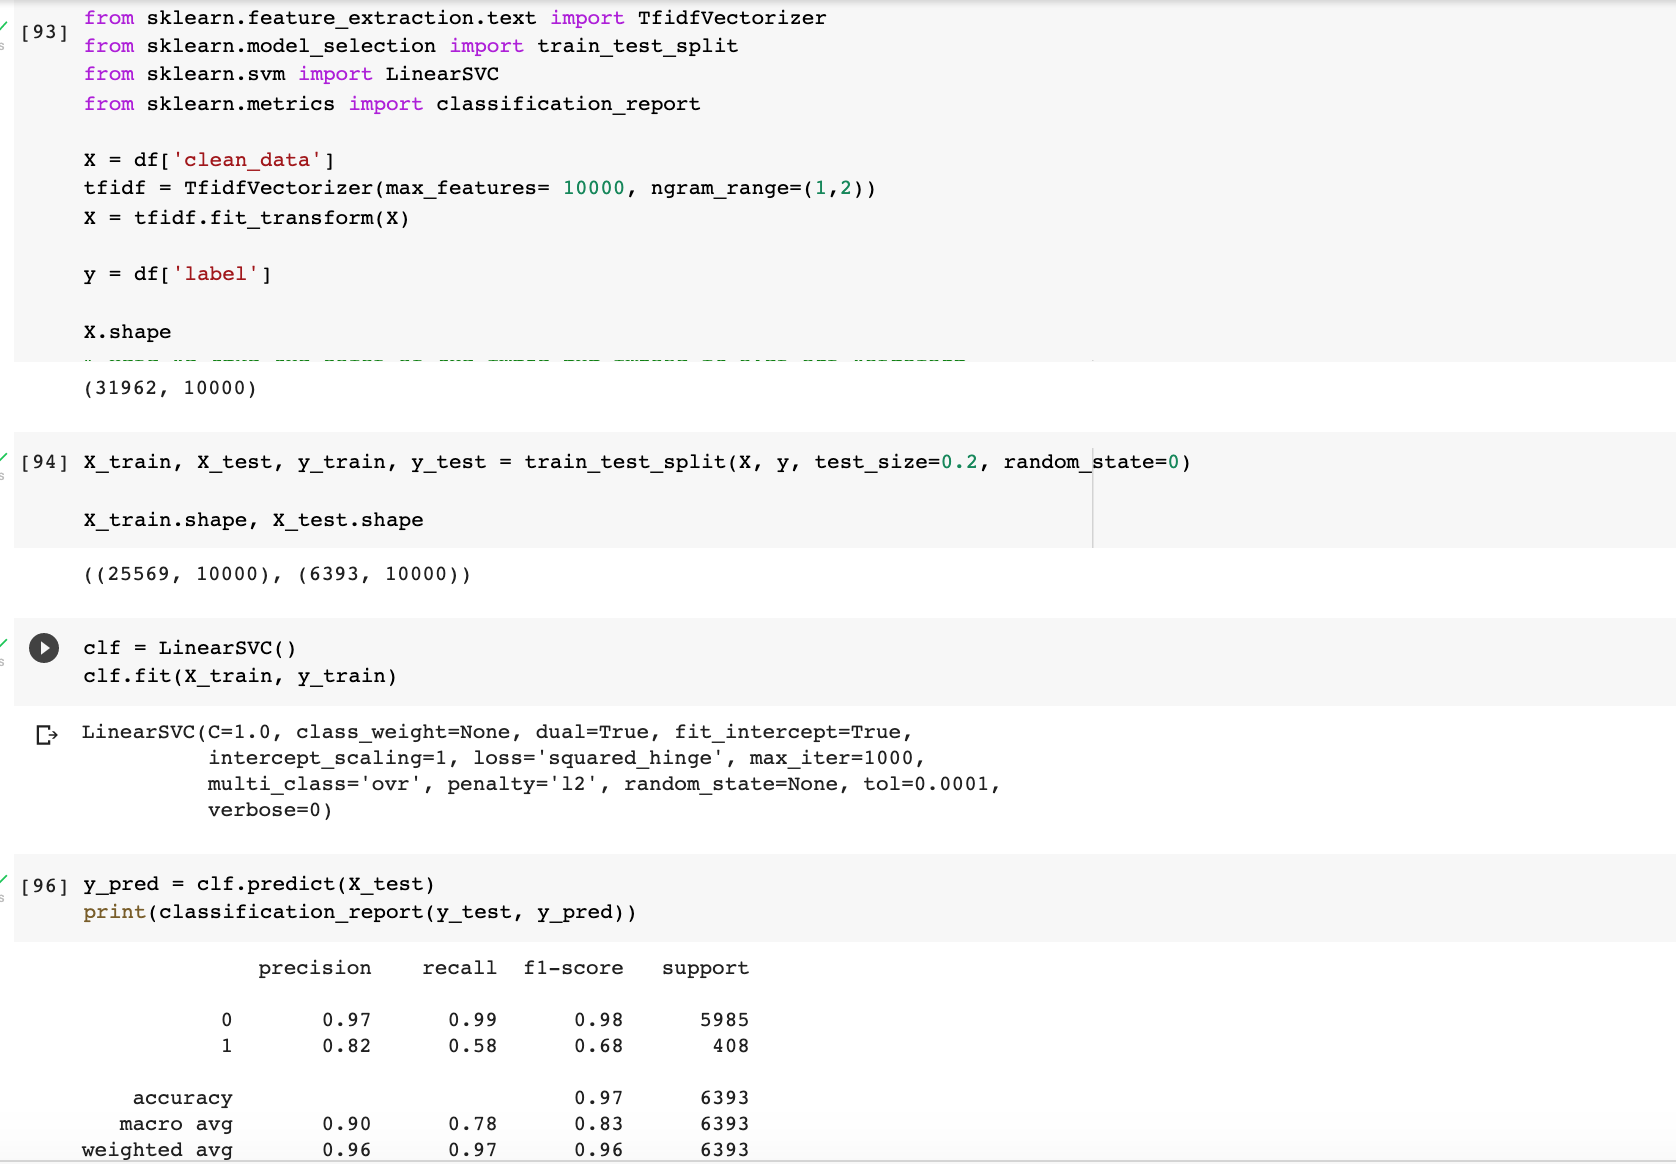 [93] from sklearn.feature_extraction.text import TfidfVectorizer
from sklearn.model_selection import train_test_split
from sklearn.svm import LinearSVC
from sklearn.metrics import classification_report
X = df['clean_data']
tfidf = TfidfVectorizer(max_features= 10000, ngram_range=(1,2))
X = tfidf.fit_transform(X)
y = df['label']
X.shape
(31962, 10000)
[94] X_train, X_test, y_train, y_test = train_test_split(X, y, test_size=0.2, random_state=0)
X_train.shape, X_test.shape
((25569, 10000), (6393, 10000))
clf = LinearSVC()
clf.fit(X_train, y_train)
LinearSVC(C=1.0, class_weight=None, dual=True, fit_intercept=True,
intercept_scaling=1, loss='squared_hinge', max_iter=1000,
multi_class='ovr', penalty='l2', random_state=None, tol=0.0001,
verbose=0)
[96] y_pred = clf.predict(X_test)
print(classification_report(y_test, y_pred))
precision recall f1-score support
0 0.97 0.99 0.98 5985
1 0.82 0.58 0.68 408
accuracy 0.97 6393
macro avg 0.90 0.78 0.83 6393
weighted avg 0.96 0.97 0.96 6393